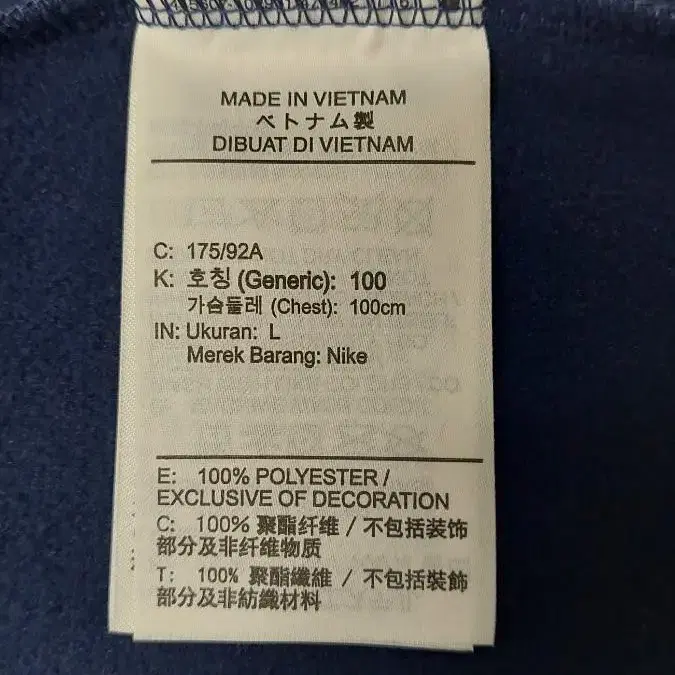 MADE IN VIETNAM
ベトナム製
DIBUAT DI VIETNAM
C: 175/92A
K: 호칭 (Generic): 100
가슴둘레 (Chest): 100cm
IN: Ukuran: L
Merek Barang: Nike
E: 100% POLYESTER /
EXCLUSIVE OF DECORATION
C: 100% 聚酯纤维 / 不包括装饰
部分及非纤维物质
T: 100% 聚酯纖維 / 不包括裝飾
部分及非紡織材料